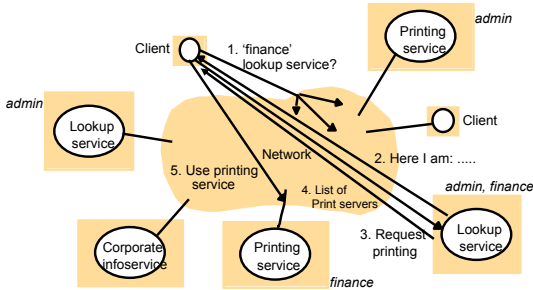 admin
Printing
service
Client
1. ‘finance’
lookup service?
admin
Client
Lookup
service
Network
2. Here I am: .....
5. Use printing
service
4. List of
Print servers
admin, finance
3. Request
printing
Lookup
service
Corporate
infoservice
Printing
service
finance